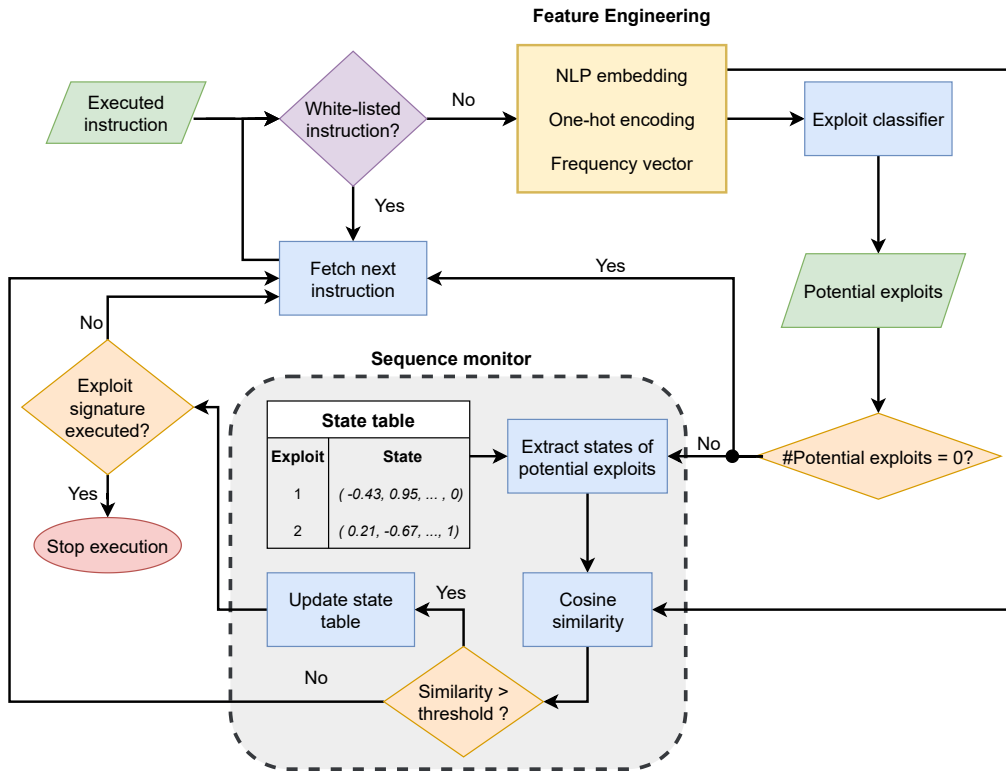 Feature Engineering
Executed
instruction
White-listed
instruction?
No
NLP embedding
One-hot encoding
Frequency vector
Exploit classifier
Yes
Fetch next
instruction
Yes
Potential exploits
No
Sequence monitor
Exploit
signature
executed?
State table
Exploit State
1 ( -0.43, 0.95, ... , 0)
2 ( 0.21, -0.67, ..., 1)
Extract states of
potential exploits
No
#Potential exploits = 0?
Yes
Stop execution
Update state
table
Yes
Cosine
similarity
No
Similarity >
threshold ?